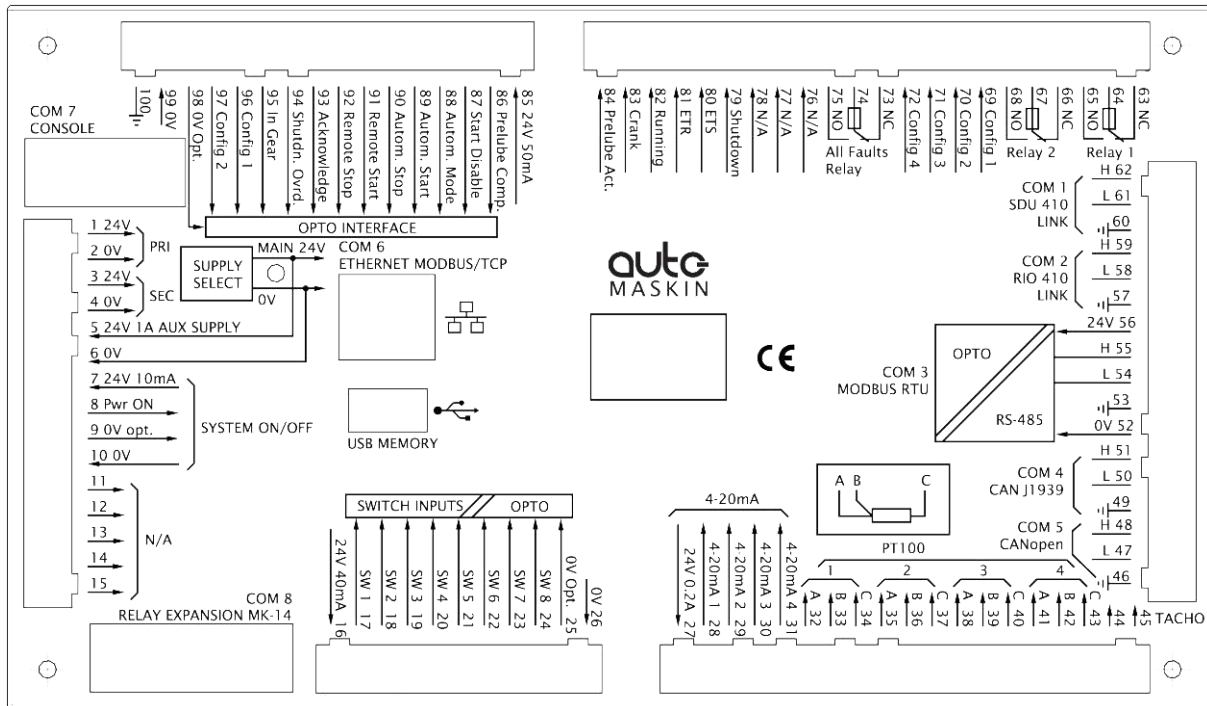 COM 7
CONSOLE
100
99 0V
98 0V Opt.
97 Config 2
96 Config 1
95 In Gear
94 Shutdn. Ovrd.
93 Acknowledge
92 Remote Stop
91 Remote Start
90 Autom. Stop
89 Autom. Start
88 Autom. Mode
87 Start Disable
86 Prelube Comp.
85 24V 50mA
84 Prelube Act.
83 Crank
82 Running
81 ETR
80 ETS
79 Shutdown
78 N/A
77 N/A
76 N/A
75 NO
74
73 NC
All Faults
Relay
72 Config 4
71 Config 3
70 Config 2
69 Config 1
68 NO
67
66 NC
Relay 2
65 NO
64
63 NC
Relay 1
OPTO INTERFACE
1 24V
2 0V
PRI
3 24V
4 0V
SEC
5 24V 1A AUX SUPPLY
6 0V
SUPPLY
SELECT
MAIN 24V
0V
COM 6
ETHERNET MODBUS/TCP
7 24V 10mA
8 Pwr ON
9 0V opt.
10 0V
SYSTEM ON/OFF
11
12
13
14
15
N/A
USB MEMORY
auto
MASKIN
CE
H 62
L 61
60
COM 1
SDU 410
LINK
H 59
L 58
57
COM 2
RIO 410
LINK
24V 56
H 55
L 54
53
0V 52
COM 3
MODBUS RTU
OPTO
RS-485
H 51
L 50
49
COM 4
CAN J1939
H 48
L 47
46
COM 5
CANopen
COM 8
RELAY EXPANSION MK-14
SWITCH INPUTS
OPTO
24V 40mA 16
SW 1 17
SW 2 18
SW 3 19
SW 4 20
SW 5 21
SW 6 22
SW 7 23
SW 8 24
0V Opt. 25
0V 26
4-20mA
24V 0.2A 27
4-20mA 1 28
4-20mA 2 29
4-20mA 3 30
4-20mA 4 31
A B C
PT100
1 2 3 4
A 32
B 33
C 34
A 35
B 36
C 37
A 38
B 39
C 40
A 41
B 42
C 43
44
45
TACHO